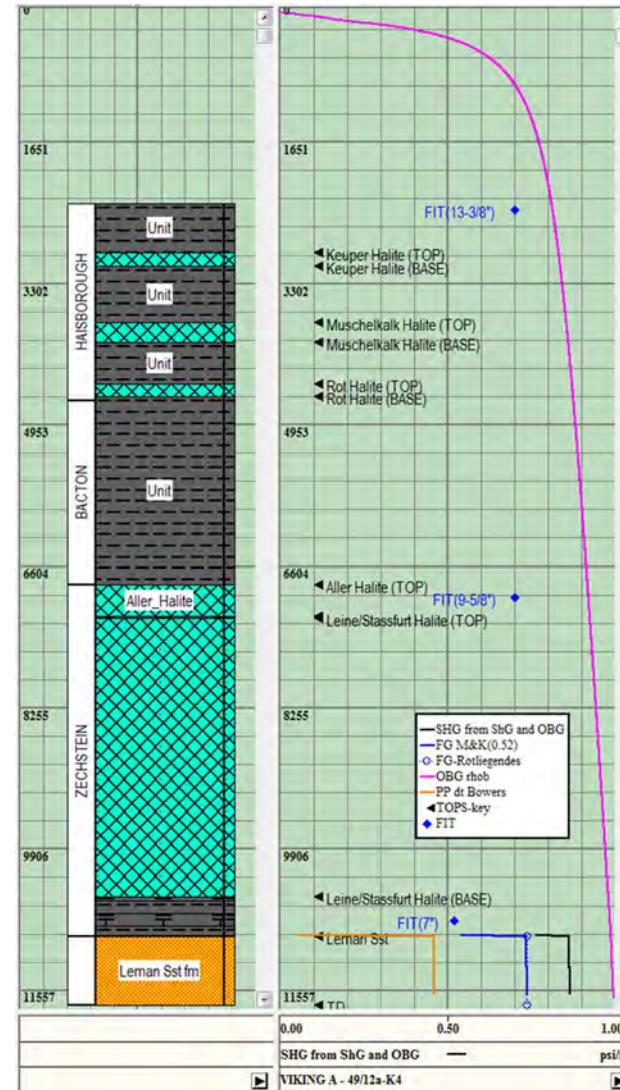 0
1651
3302
4953
6604
8255
9906
11557
HAISBOROUGH
BACTON
ZECHSTEIN
Unit
Unit
Unit
Unit
Aller_Halite
Leman Sst fm
0
1651
FIT(13-3/8")
Keuper Halite (TOP)
Keuper Halite (BASE)
3302
Muschelkalk Halite (TOP)
Muschelkalk Halite (BASE)
Rot Halite (TOP)
Rot Halite (BASE)
4953
6604
Aller Halite (TOP)
FIT(9-5/8")
Leine/Stassfurt Halite (TOP)
8255
SHG from ShG and OBG
FG M&K(0.52)
FG-Rotliegendes
OBG rhob
PP dt Bowers
TOPS-key
FIT
9906
Leine/Stassfurt Halite (BASE)
FIT(7")
Leman Sst
11557
TD
0.00 0.50 1.00
SHG from ShG and OBG psi/
VIKING A - 49/12a-K4